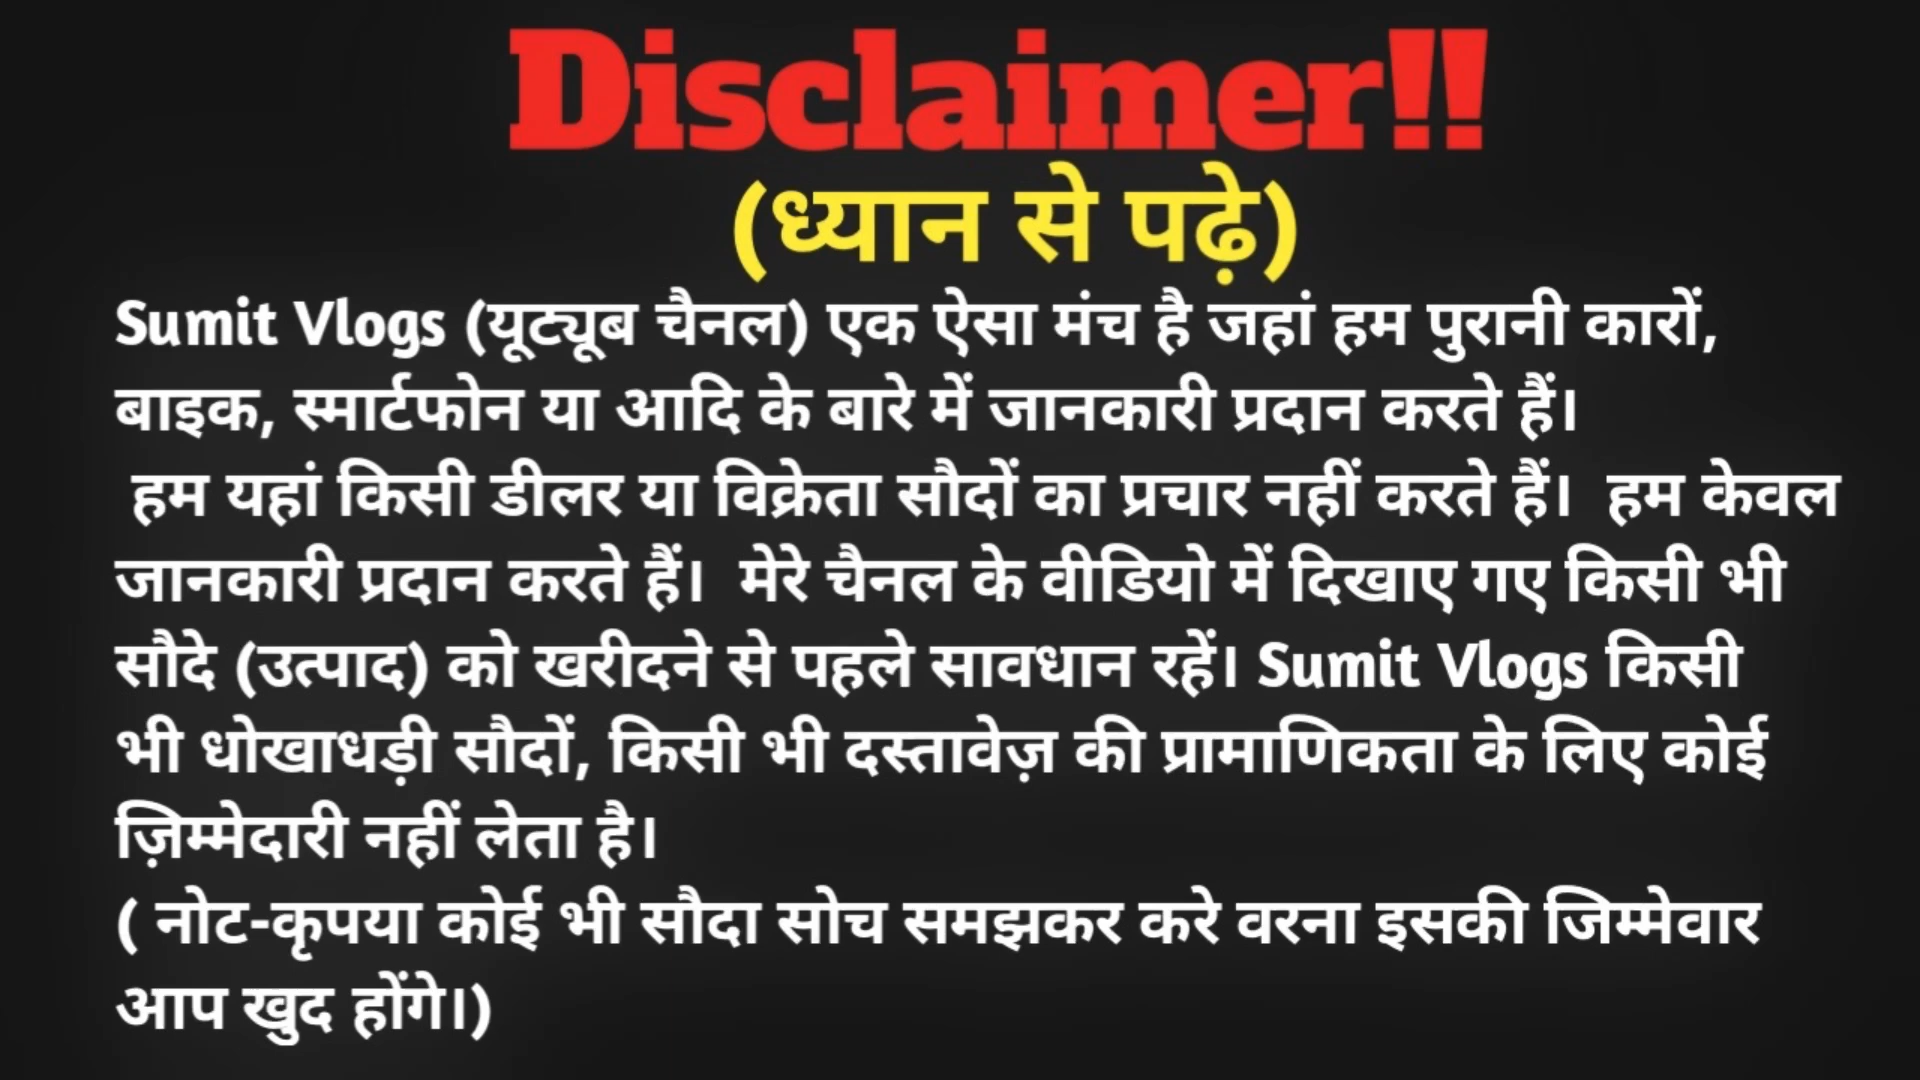 Disclaimer!!
(ध्यान से पढ़े)
Sumit Vlogs (यूट्यूब चैनल) एक ऐसा मंच है जहां हम पुरानी कारों,
बाइक, स्मार्टफोन या आदि के बारे में जानकारी प्रदान करते हैं।
हम यहां किसी डीलर या विक्रेता सौदों का प्रचार नहीं करते हैं। हम केवल
जानकारी प्रदान करते हैं। मेरे चैनल के वीडियो में दिखाए गए किसी भी
सौदे (उत्पाद) को खरीदने से पहले सावधान रहें। Sumit Vlogs किसी
भी धोखाधड़ी सौदों, किसी भी दस्तावेज़ की प्रामाणिकता के लिए कोई
ज़िम्मेदारी नहीं लेता है।
( नोट-कृपया कोई भी सौदा सोच समझकर करे वरना इसकी जिम्मेवार
आप खुद होंगे।)